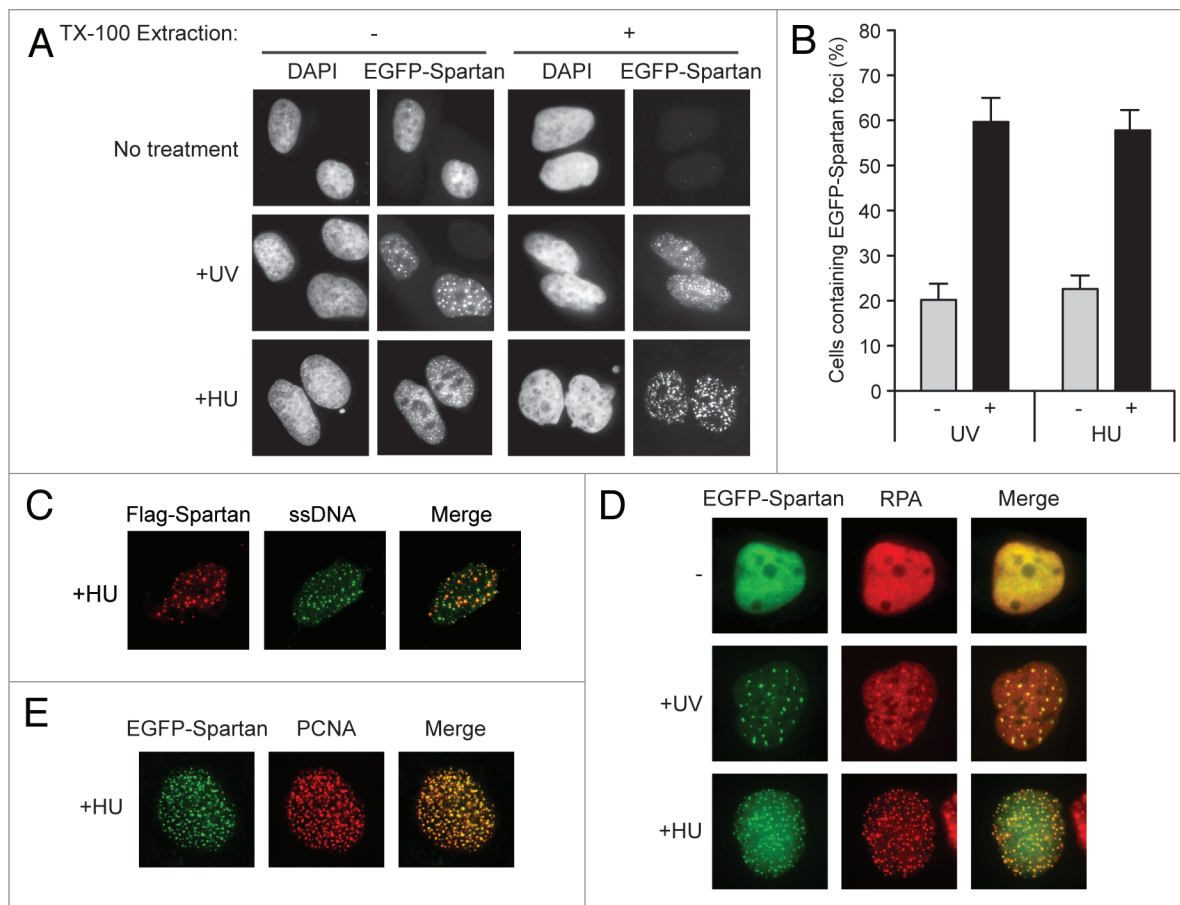 A
TX-100 Extraction:
-
+
DAPI
EGFP-Spartan
DAPI
EGFP-Spartan
No treatment
+UV
+HU
B
Cells containing EGFP-Spartan foci (%)
80
70
60
50
40
30
20
10
0
-
+
-
+
UV
HU
C
Flag-Spartan
ssDNA
Merge
+HU
D
EGFP-Spartan
RPA
Merge
-
+UV
+HU
E
EGFP-Spartan
PCNA
Merge
+HU